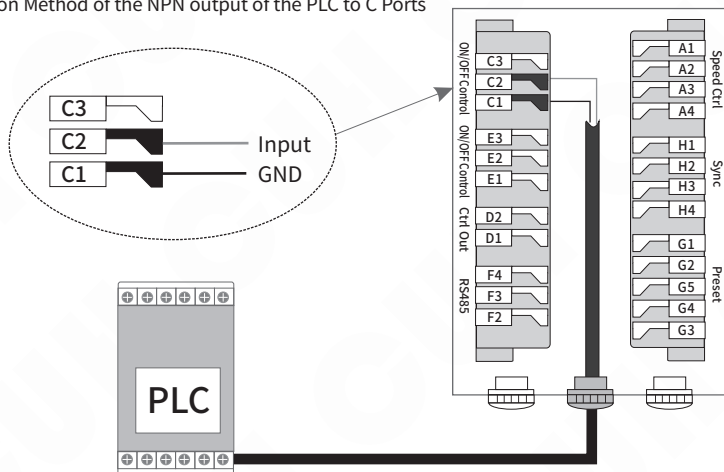 on Method of the NPN output of the PLC to C Ports
C3
C2
C1
Input
GND
ON/OFF Control
C3
C2
C1
ON/OFF Control
E3
E2
E1
Ctrl Out
D2
D1
RS485
F4
F3
F2
Speed Ctrl
A1
A2
A3
A4
Sync
H1
H2
H3
H4
Preset
G1
G2
G5
G4
G3
PLC